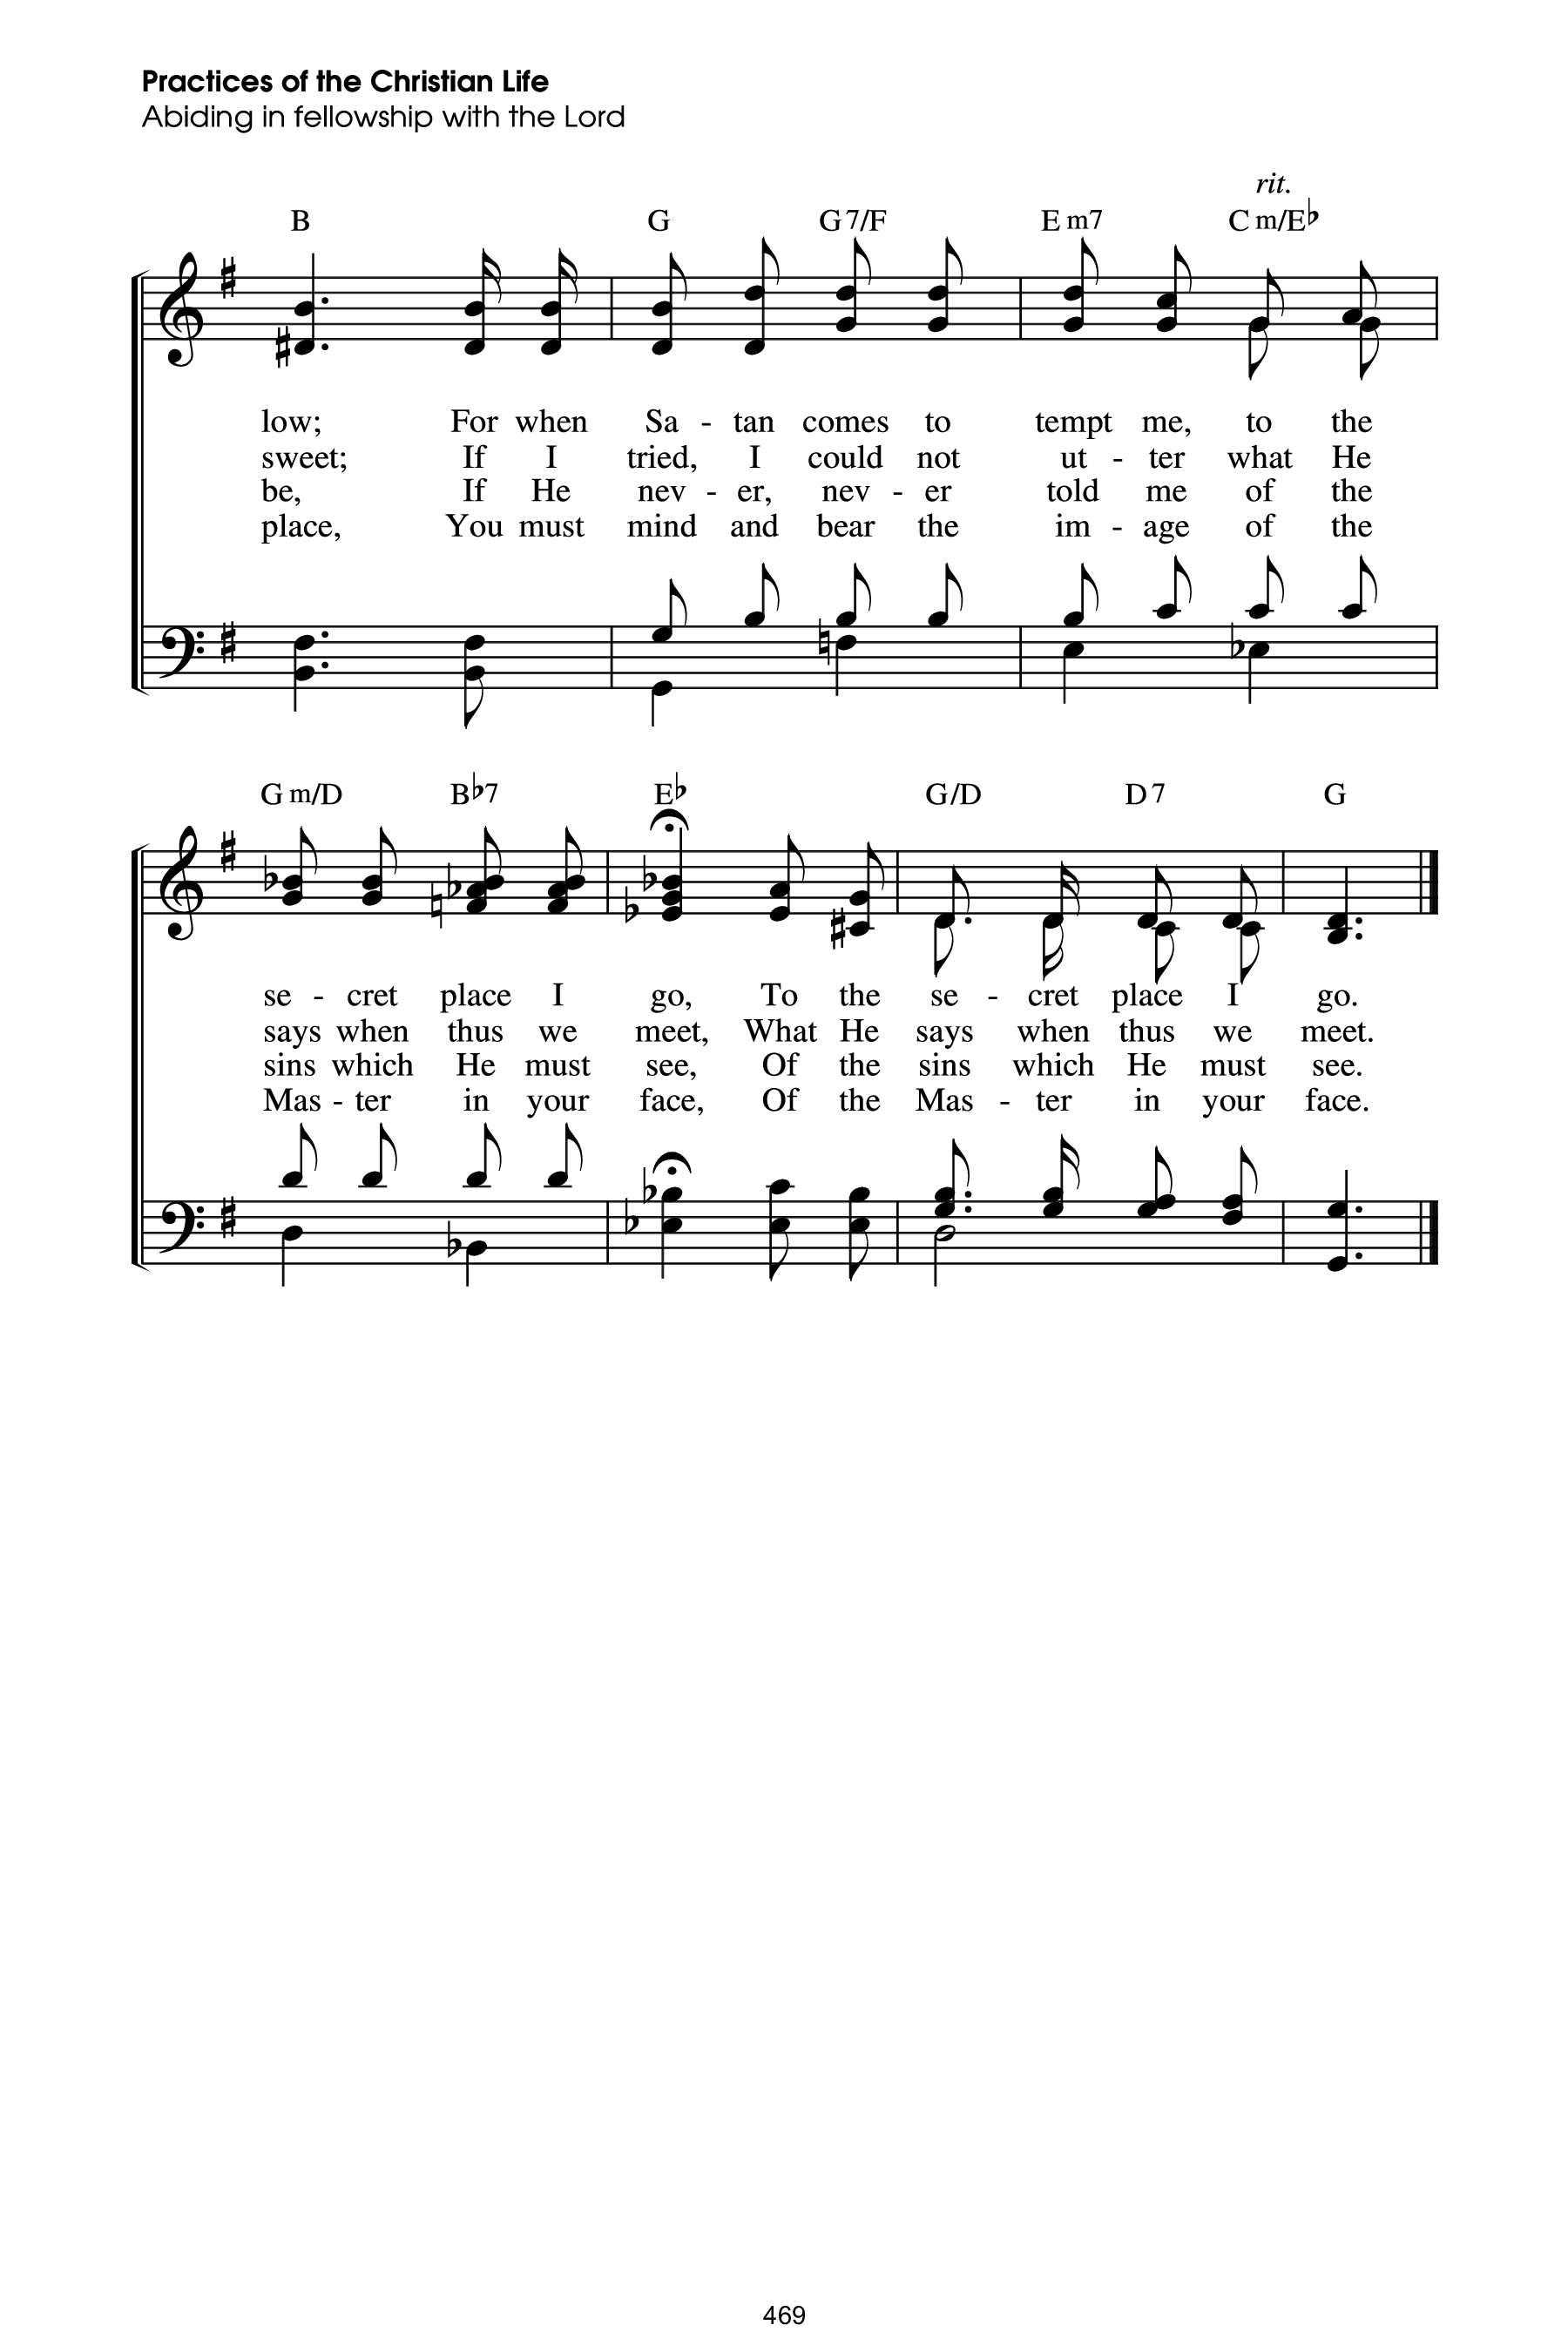 Practices of the Christian Life
Abiding in fellowship with the Lord
rit.
B G G7/F Em7 Cm/E♭
low; For when Sa - tan comes to tempt me, to the
sweet; If I tried, I could not ut - ter what He
be, If He nev - er, nev - er told me of the
place, You must mind and bear the im - age of the
Gm/D B♭7 E♭ G/D D7 G
se - cret place I go, To the se - cret place I go.
says when thus we meet, What He says when thus we meet.
sins which He must see, Of the sins which He must see.
Mas - ter in your face, Of the Mas - ter in your face.
469